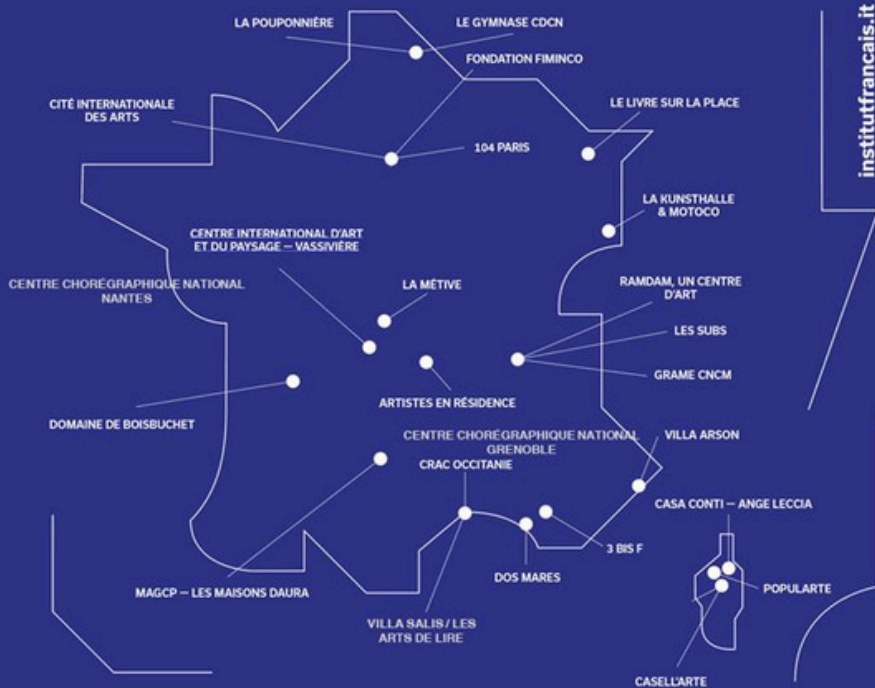 LA POUPONNIÈRE
LE GYMNASE CDCN
FONDATION FIMINCO
institutfrancais.it
CITÉ INTERNATIONALE
DES ARTS
LE LIVRE SUR LA PLACE
104 PARIS
LA KUNSTHALLE
& MOTOCO
CENTRE INTERNATIONAL D'ART
ET DU PAYSAGE — VASSIVIÈRE
CENTRE CHORÉGRAPHIQUE NATIONAL
NANTES
LA MÉTIVE
RAMDAM, UN CENTRE
D'ART
LES SUBS
GRAME CNCM
ARTISTES EN RÉSIDENCE
DOMAINE DE BOISBUCHET
CENTRE CHORÉGRAPHIQUE NATIONAL
GRENOBLE
VILLA ARSON
CRAC OCCITANIE
CASA CONTI — ANGE LECCIA
3 BIS F
DOS MARES
POPULARTE
MAGCP — LES MAISONS DAURA
VILLA SALIS / LES
ARTS DE LIRE
CASELL'ARTE